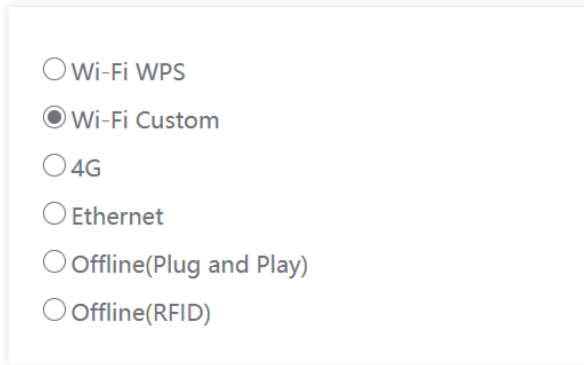 Wi-Fi WPS
Wi-Fi Custom
4G
Ethernet
Offline(Plug and Play)
Offline(RFID)